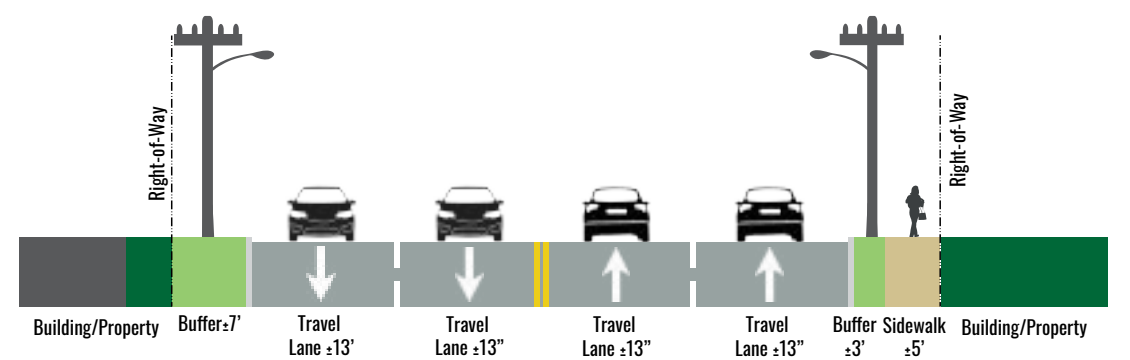 Right-of-Way
Right-of-Way
Building/Property
Buffer±7’
Travel
Lane ±13’
Travel
Lane ±13”
Travel
Lane ±13”
Travel
Lane ±13”
Buffer
±3’
Sidewalk
±5’
Building/Property